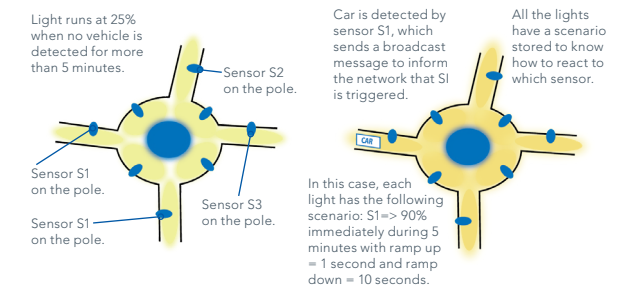 Light runs at 25%
when no vehicle is
detected for more
than 5 minutes.
Sensor S2
on the pole.
Sensor S1
on the pole.
Sensor S3
on the pole.
Sensor S1
on the pole.
Car is detected by
sensor S1, which
sends a broadcast
message to inform
the network that SI
is triggered.
All the lights
have a scenario
stored to know
how to react to
which sensor.
CAR
In this case, each
light has the following
scenario: S1=> 90%
immediately during 5
minutes with ramp up
= 1 second and ramp
down = 10 seconds.